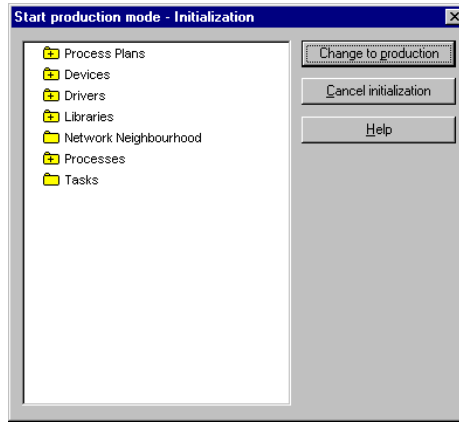 Start production mode - Initialization
Process Plans
Devices
Drivers
Libraries
Network Neighbourhood
Processes
Tasks
Change to production
Cancel initialization
Help